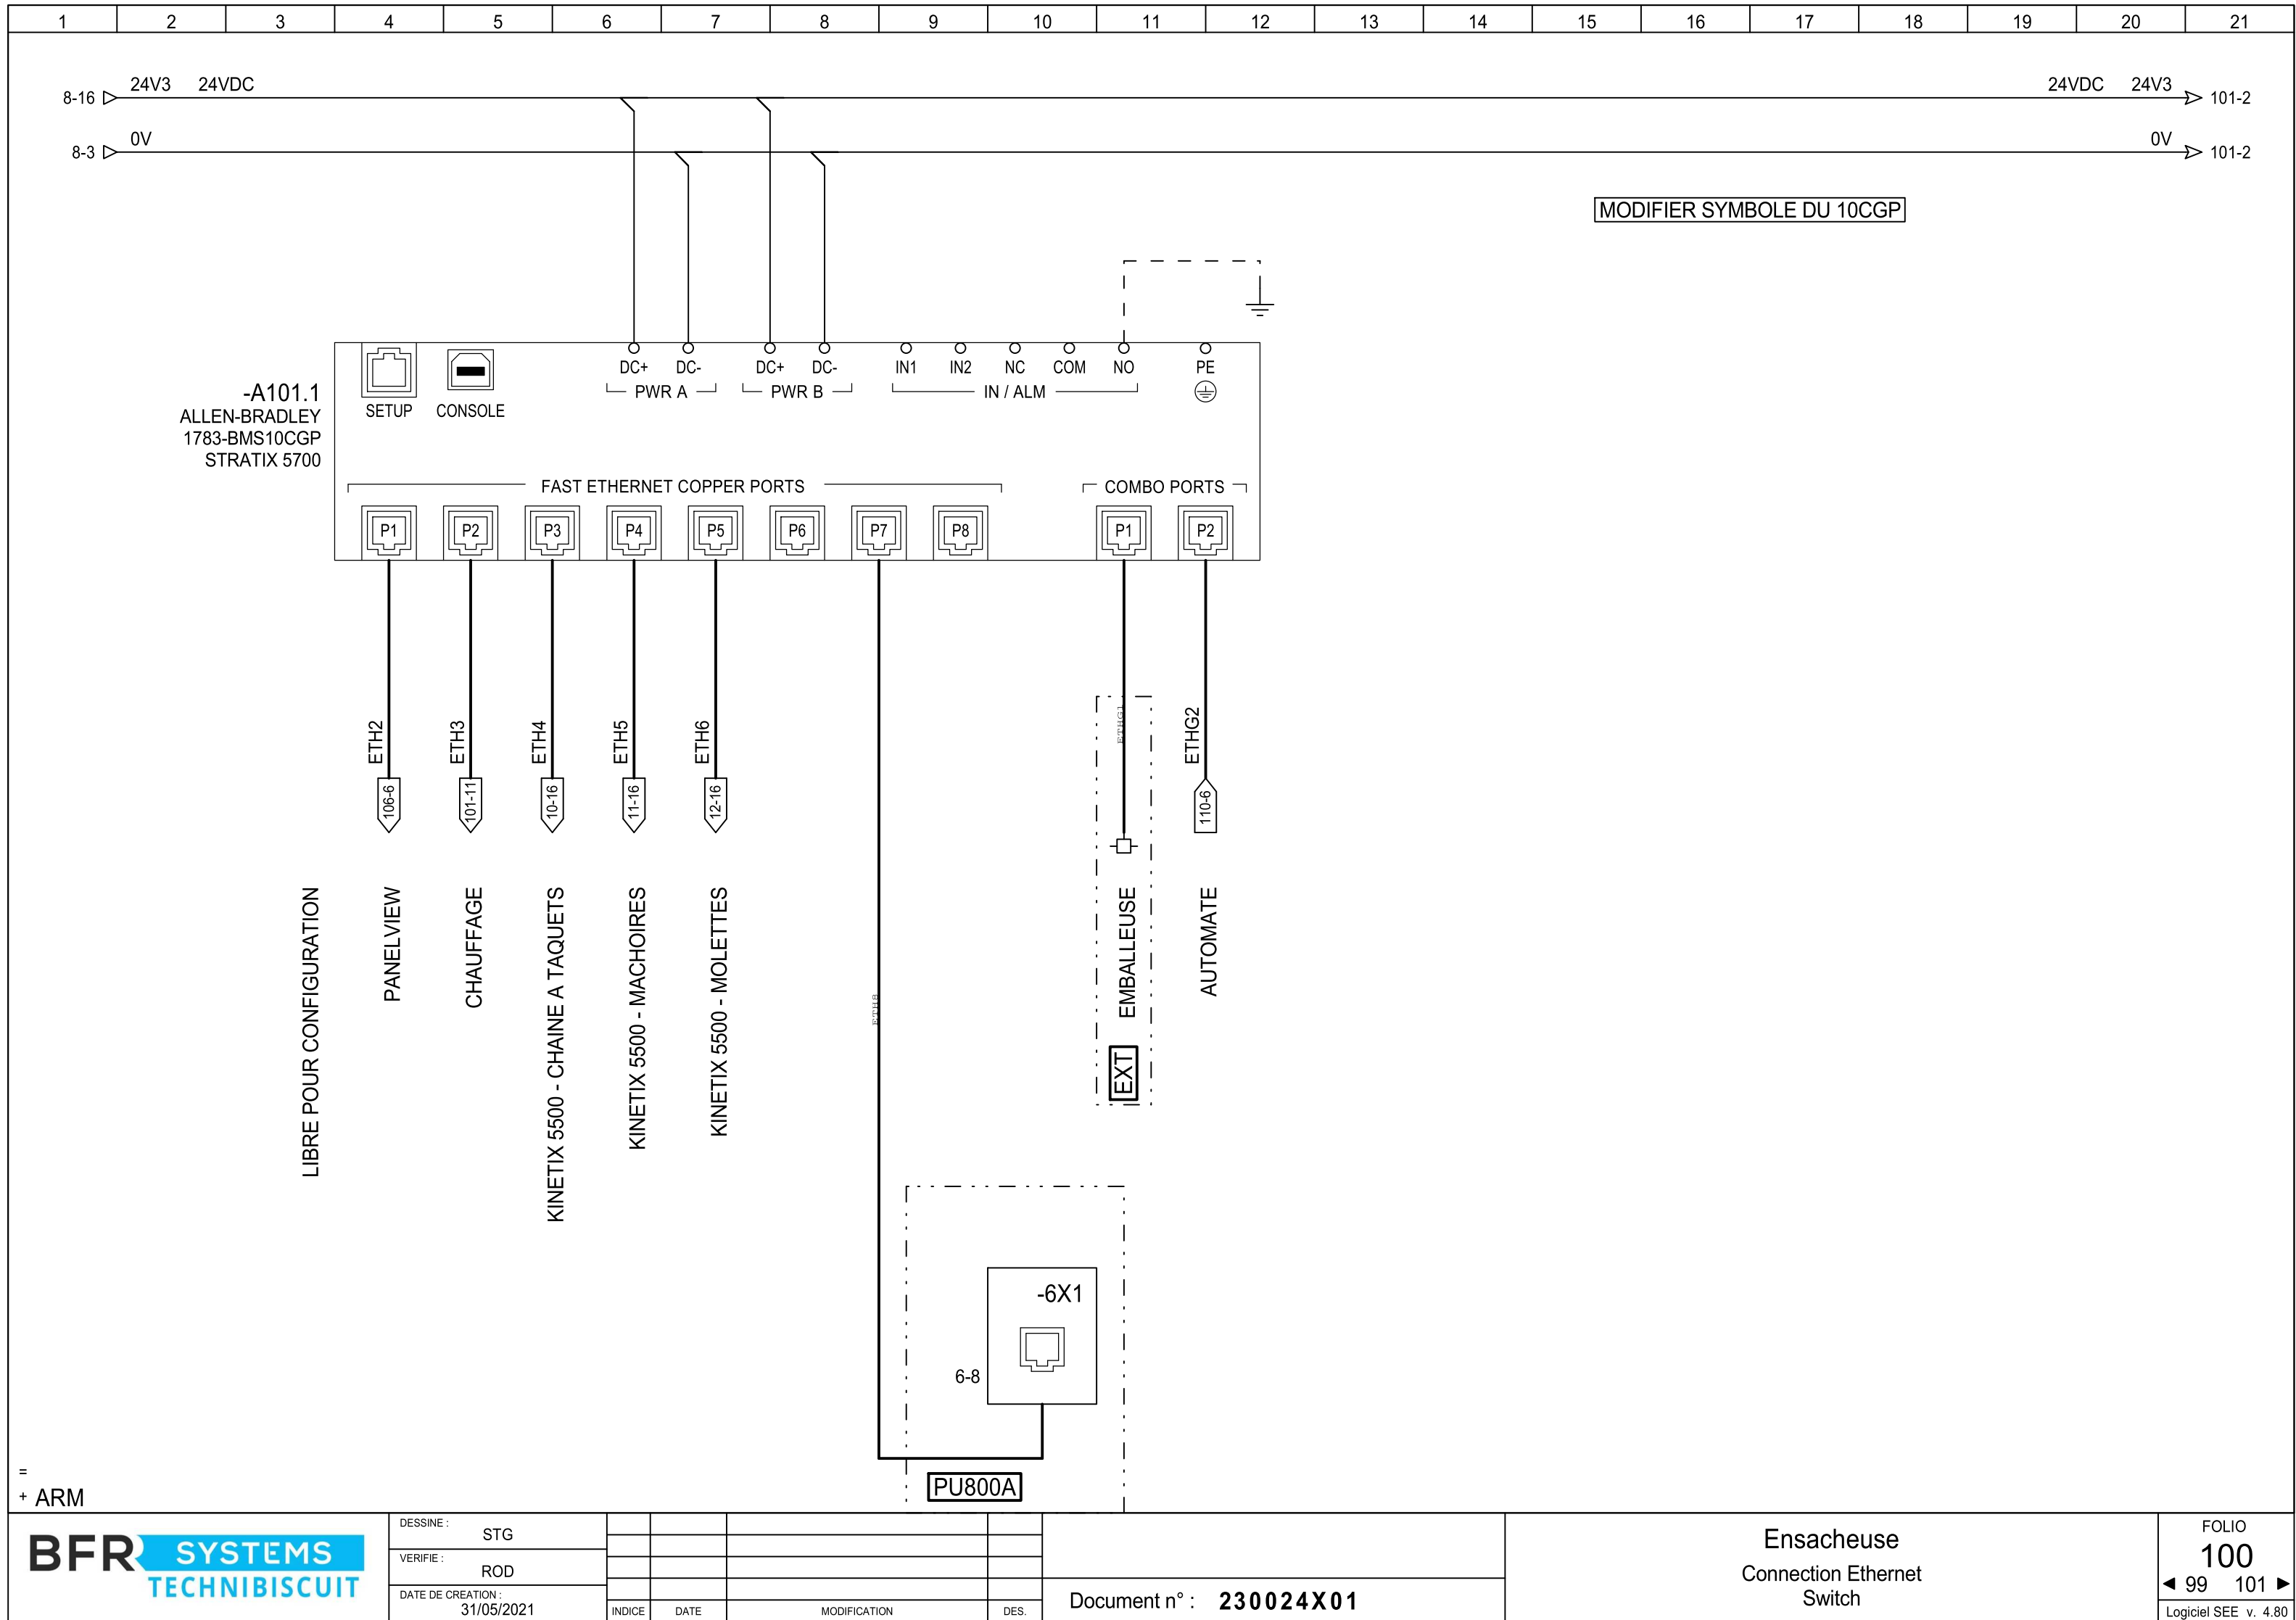 1 2 3 4 5 6 7 8 9 10 11 12 13 14 15 16 17 18 19 20 21
8-16 24V3 24VDC 24VDC 24V3 101-2
8-3 0V 0V 101-2
MODIFIER SYMBOLE DU 10CGP
-A101.1
ALLEN-BRADLEY
1783-BMS10CGP
STRATIX 5700
SETUP CONSOLE
DC+ DC- DC+ DC- IN1 IN2 NC COM NO PE
PWR A PWR B IN / ALM
FAST ETHERNET COPPER PORTS COMBO PORTS
P1 P2 P3 P4 P5 P6 P7 P8 P1 P2
ETH2
ETH3
ETH4
ETH5
ETH6
ETHG1
ETHG2
106-6
101-11
10-16
11-16
12-16
110-6
LIBRE POUR CONFIGURATION
PANELVIEW
CHAUFFAGE
KINETIX 5500 - CHAINE A TAQUETS
KINETIX 5500 - MACHOIRES
KINETIX 5500 - MOLETTES
ETH8
EMBALLEUSE
EXT
AUTOMATE
-6X1
6-8
PU800A
=
+ ARM
BFR SYSTEMS
TECHNIBISCUIT
DESSINE :
STG
VERIFIE :
ROD
DATE DE CREATION :
31/05/2021
INDICE DATE MODIFICATION DES.
Document n° : 230024X01
Ensacheuse
Connection Ethernet
Switch
FOLIO
100
◄ 99 101 ►
Logiciel SEE v. 4.80